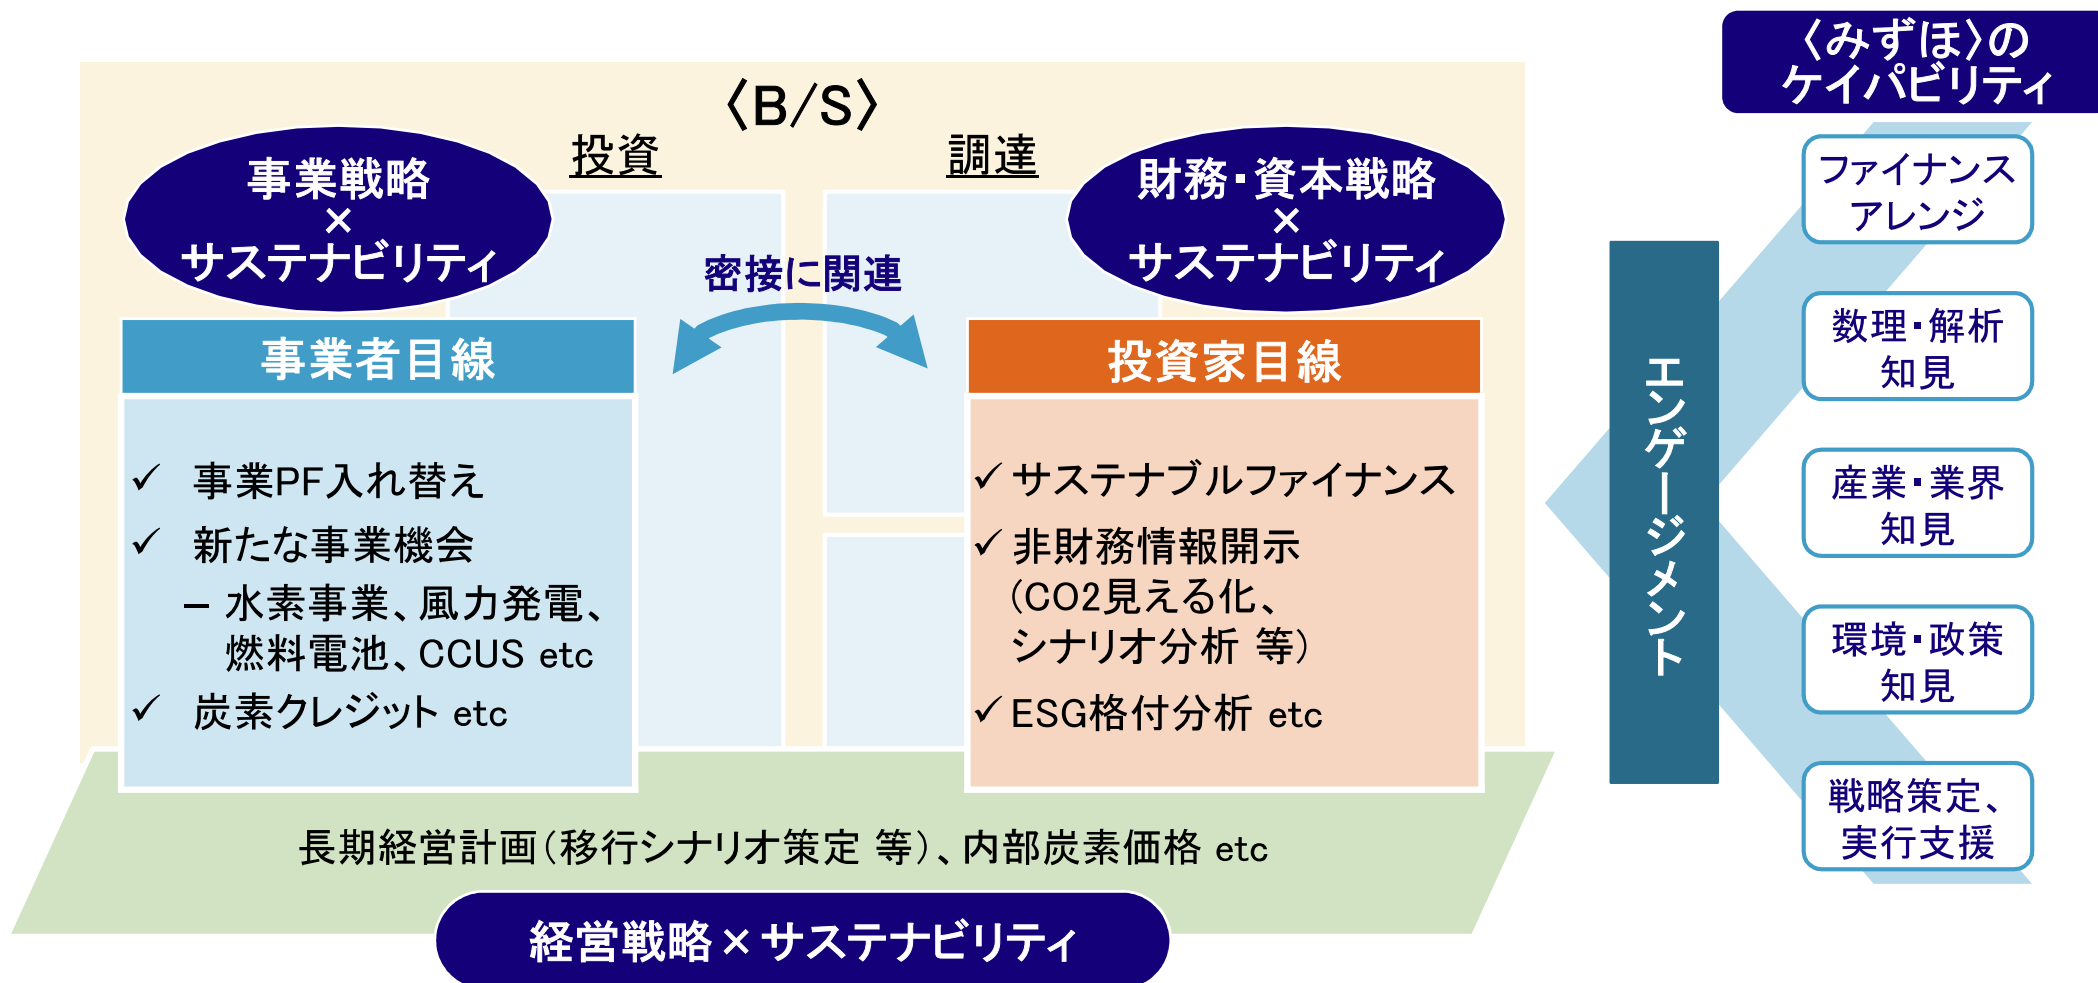 〈B/S〉
投資
調達
事業戦略
×
サステナビリティ
財務・資本戦略
×
サステナビリティ
密接に関連
事業者目線
✓ 事業PF入れ替え
✓ 新たな事業機会
– 水素事業、風力発電、
燃料電池、CCUS etc
✓ 炭素クレジット etc
投資家目線
✓ サステナブルファイナンス
✓ 非財務情報開示
(CO2見える化、
シナリオ分析 等)
✓ ESG格付分析 etc
長期経営計画(移行シナリオ策定 等)、内部炭素価格 etc
経営戦略×サステナビリティ
エンゲージメント
〈みずほ〉の
ケイパビリティ
ファイナンス
アレンジ
数理・解析
知見
産業・業界
知見
環境・政策
知見
戦略策定、
実行支援